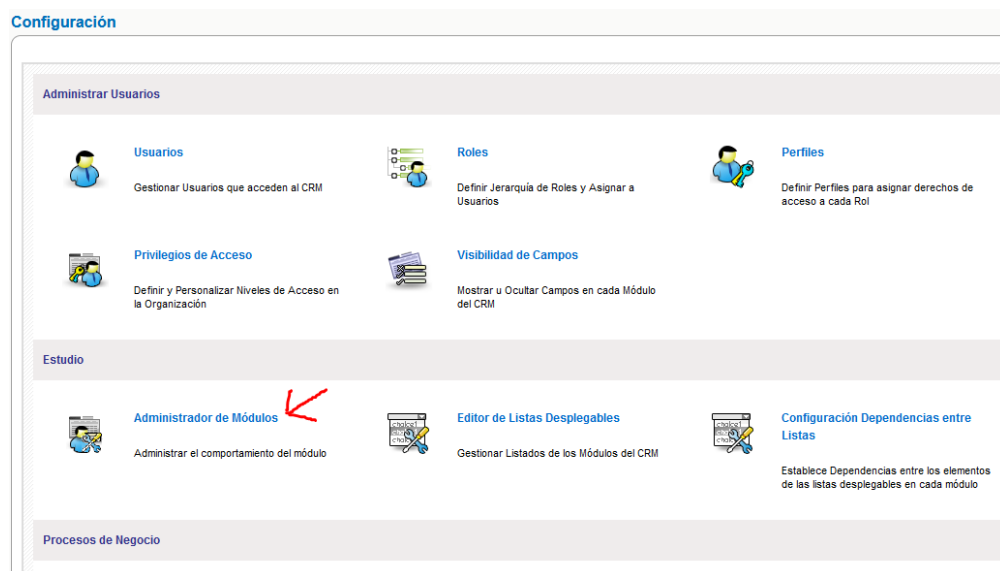 Configuración
Administrar Usuarios
Usuarios
Gestionar Usuarios que acceden al CRM
Roles
Definir Jerarquía de Roles y Asignar a
Usuarios
Perfiles
Definir Perfiles para asignar derechos de
acceso a cada Rol
Privilegios de Acceso
Definir y Personalizar Niveles de Acceso en
la Organización
Visibilidad de Campos
Mostrar u Ocultar Campos en cada Módulo
del CRM
Estudio
Administrador de Módulos
Administrar el comportamiento del módulo
Editor de Listas Desplegables
Gestionar Listados de los Módulos del CRM
Configuración Dependencias entre
Listas
Establece Dependencias entre los elementos
de las listas desplegables en cada módulo
Procesos de Negocio